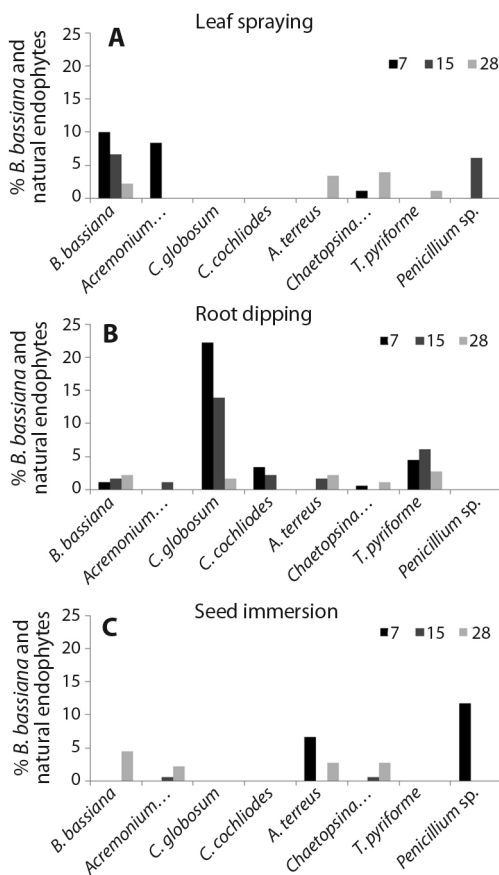 Leaf spraying
A
7 15 28
% B. bassiana and
natural endophytes
25
20
15
10
5
0
B. bassiana
Acremonium...
C. globosum
C. cochliodes
A. terreus
Chaetopsina...
T. pyriforme
Penicillium sp.
Root dipping
B
7 15 28
% B. bassiana and
natural endophytes
25
20
15
10
5
0
B. bassiana
Acremonium...
C. globosum
C. cochliodes
A. terreus
Chaetopsina...
T. pyriforme
Penicillium sp.
Seed immersion
C
7 15 28
% B. bassiana and
natural endophytes
25
20
15
10
5
0
B. bassiana
Acremonium...
C. globosum
C. cochliodes
A. terreus
Chaetopsina...
T. pyriforme
Penicillium sp.